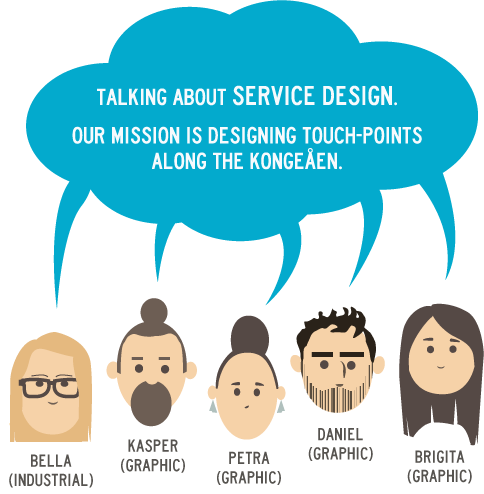 TALKING ABOUT SERVICE DESIGN.
OUR MISSION IS DESIGNING TOUCH-POINTS
ALONG THE KONGEÅEN.
BELLA
(INDUSTRIAL)
KASPER
(GRAPHIC)
PETRA
(GRAPHIC)
DANIEL
(GRAPHIC)
BRIGITA
(GRAPHIC)